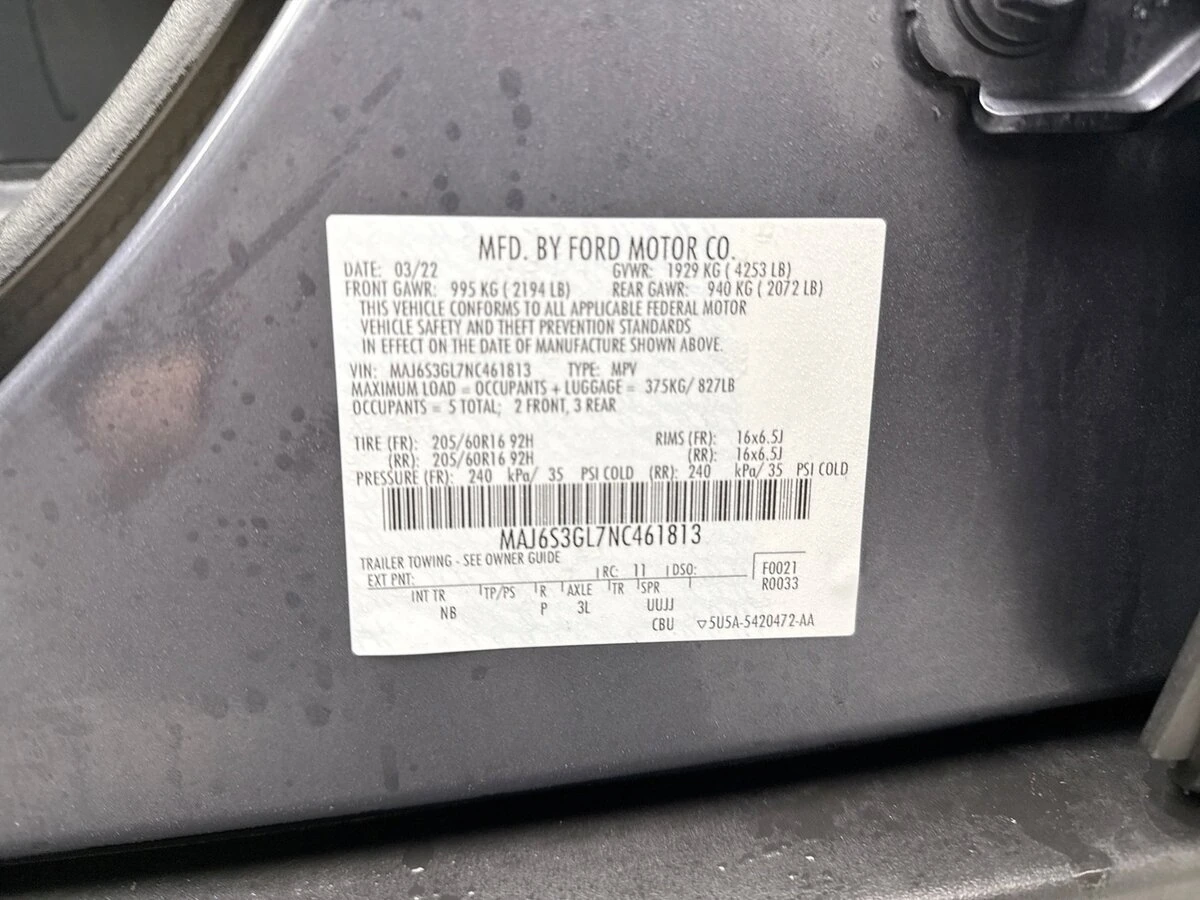 MFD. BY FORD MOTOR CO.
DATE: 03/22 GVWR: 1929 KG ( 4253 LB)
FRONT GAWR: 995 KG ( 2194 LB) REAR GAWR: 940 KG ( 2072 LB)
THIS VEHICLE CONFORMS TO ALL APPLICABLE FEDERAL MOTOR
VEHICLE SAFETY AND THEFT PREVENTION STANDARDS
IN EFFECT ON THE DATE OF MANUFACTURE SHOWN ABOVE.
VIN: MAJ6S3GL7NC461813 TYPE: MPV
MAXIMUM LOAD = OCCUPANTS + LUGGAGE = 375KG/ 827LB
OCCUPANTS = 5 TOTAL; 2 FRONT, 3 REAR
TIRE (FR): 205/60R16 92H RIMS (FR): 16x6.5J
(RR): 205/60R16 92H (RR): 16x6.5J
PRESSURE (FR): 240 kPa/ 35 PSI COLD (RR): 240 kPa/ 35 PSI COLD
MAJ6S3GL7NC461813
TRAILER TOWING - SEE OWNER GUIDE
EXT PNT: RC: 11 DSO: F0021
INT TR TP/PS R AXLE TR SPR R0033
NB P 3L UUJJ
CBU ▽5U5A-5420472-AA